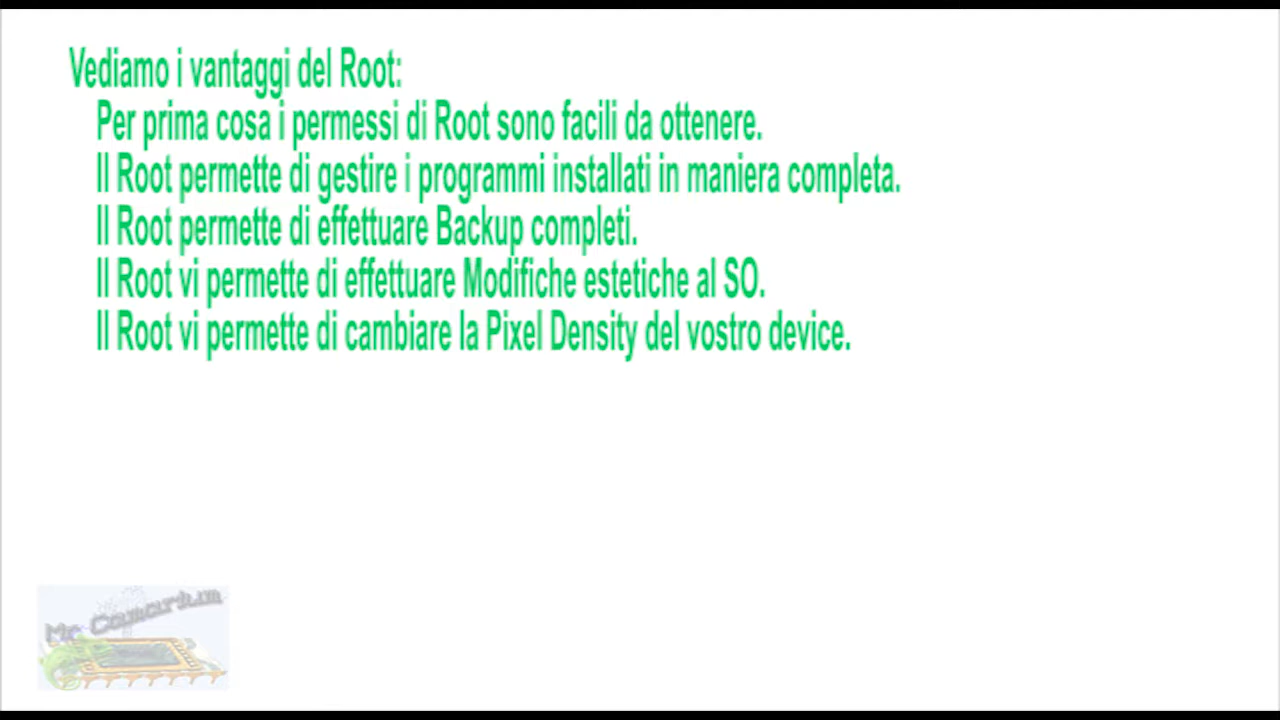 Vediamo i vantaggi del Root:
Per prima cosa i permessi di Root sono facili da ottenere.
Il Root permette di gestire i programmi installati in maniera completa.
Il Root permette di effettuare Backup completi.
Il Root vi permette di effettuare Modifiche estetiche al SO.
Il Root vi permette di cambiare la Pixel Density del vostro device.
Mr Camarium